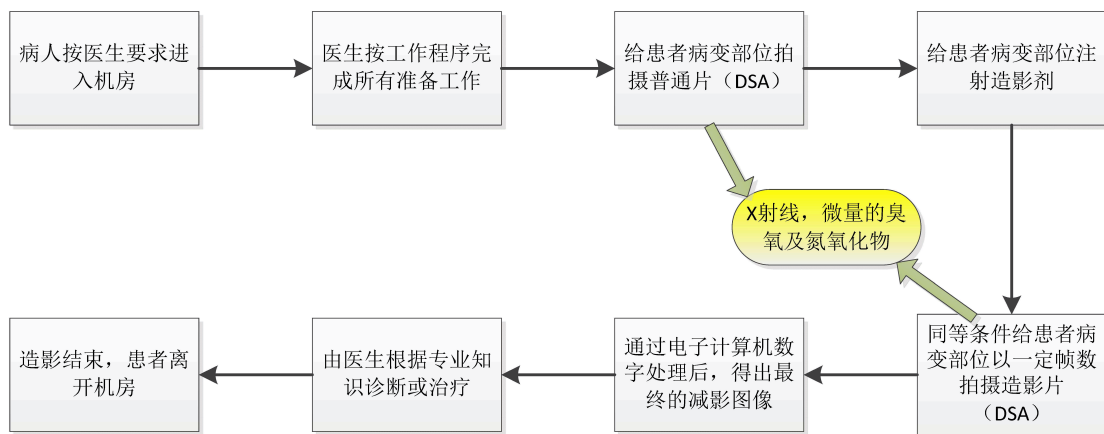 病人按医生要求进
入机房
医生按工作程序完
成所有准备工作
给患者病变部位拍
摄普通片（DSA）
给患者病变部位注
射造影剂
X射线，微量的臭
氧及氮氧化物
同等条件给患者病
变部位以一定帧数
拍摄造影片
（DSA）
通过电子计算机数
字处理后，得出最
终的减影图像
由医生根据专业知
识诊断或治疗
造影结束，患者离
开机房